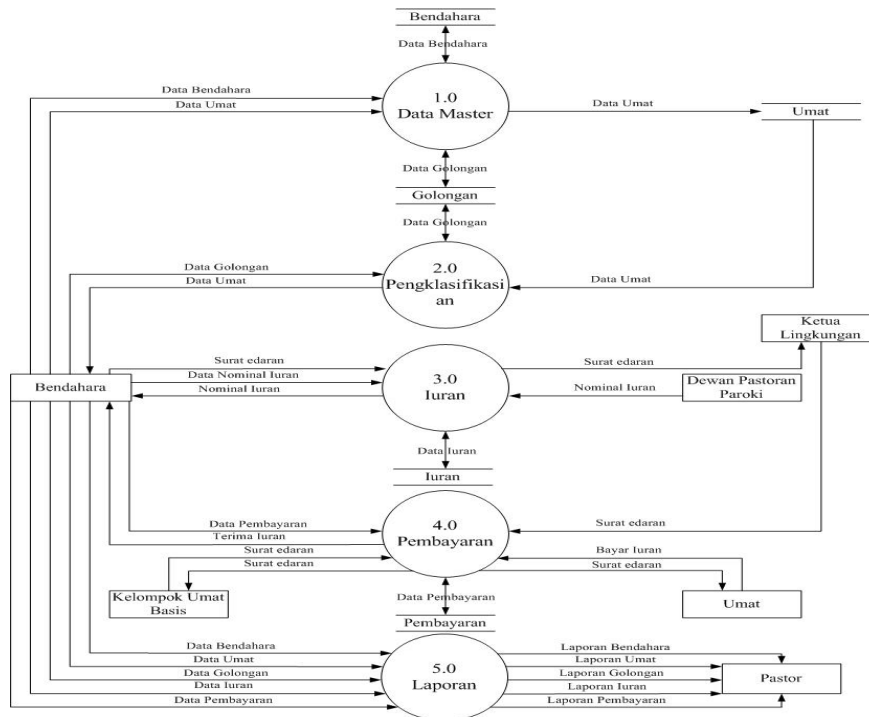 Bendahara
Data Bendahara
Data Bendahara
Data Umat
1.0
Data Master
Data Umat
Umat
Data Golongan
Golongan
Data Golongan
Data Golongan
Data Umat
2.0
Pengklasifikasi
an
Data Umat
Ketua
Lingkungan
Surat edaran
Data Nominal Iuran
Nominal Iuran
Bendahara
3.0
Iuran
Surat edaran
Nominal Iuran
Dewan Pastoran
Paroki
Data Iuran
Iuran
Data Pembayaran
Terima Iuran
Surat edaran
Surat edaran
4.0
Pembayaran
Surat edaran
Bayar Iuran
Surat edaran
Kelompok Umat
Basis
Umat
Data Pembayaran
Pembayaran
Data Bendahara
Data Umat
Data Golongan
Data Iuran
Data Pembayaran
5.0
Laporan
Laporan Bendahara
Laporan Umat
Laporan Golongan
Laporan Iuran
Laporan Pembayaran
Pastor